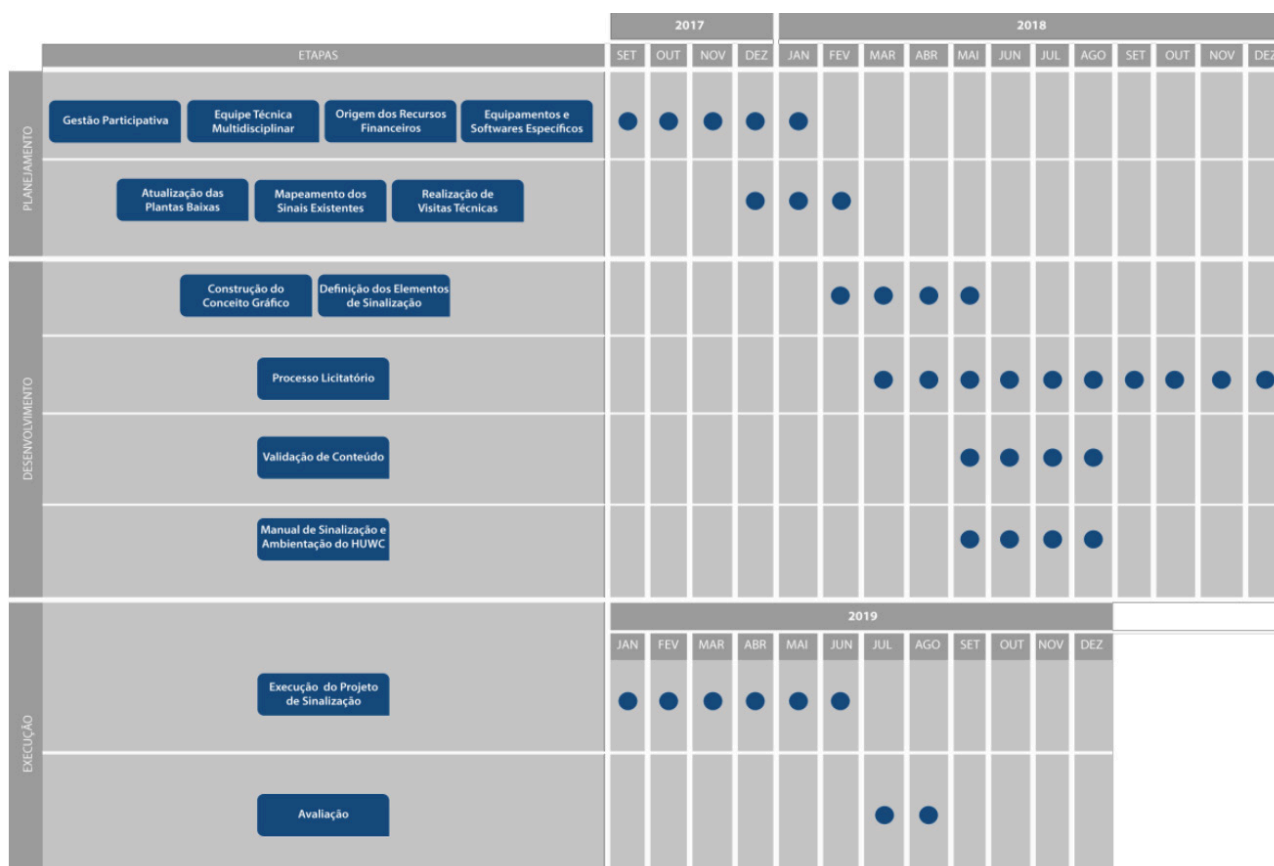 2017
2018
ETAPAS
SET OUT NOV DEZ JAN FEV MAR ABR MAI JUN JUL AGO SET OUT NOV DEZ
PLANEJAMENTO
Gestão Participativa
Equipe Técnica
Multidisciplinar
Origem dos Recursos
Financeiros
Equipamentos e
Softwares Específicos
Atualização das
Plantas Baixas
Mapeamento dos
Sinais Existentes
Realização de
Visitas Técnicas
DESENVOLVIMENTO
Construção do
Conceito Gráfico
Definição dos Elementos
de Sinalização
Processo Licitatório
Validação de Conteúdo
Manual de Sinalização e
Ambientação do HUWC
2019
JAN FEV MAR ABR MAI JUN JUL AGO SET OUT NOV DEZ
EXECUÇÃO
Execução do Projeto
de Sinalização
Avaliação